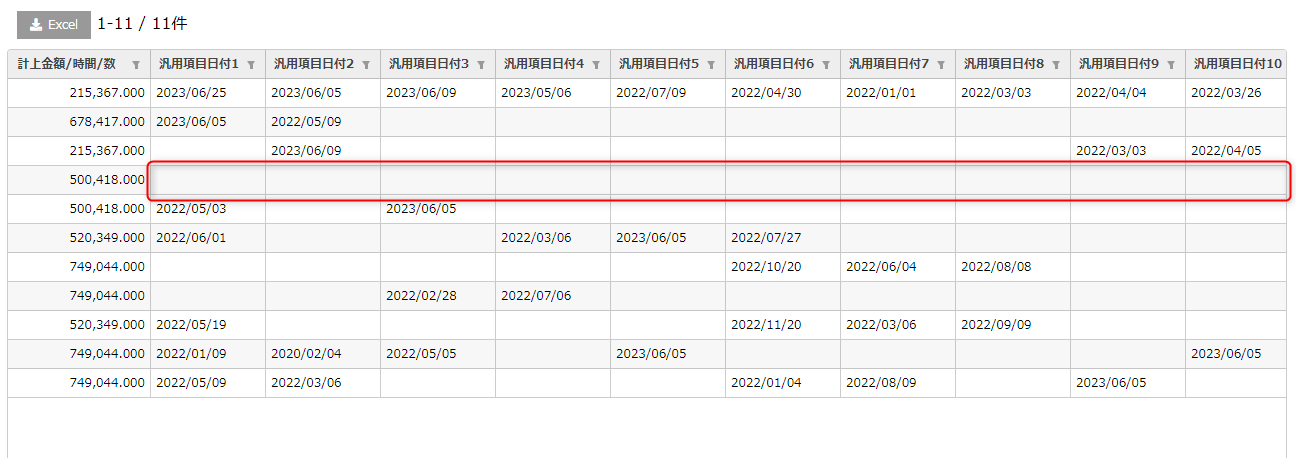 Excel 1-11 / 11件
計上金額/時間/数 汎用項目日付1 汎用項目日付2 汎用項目日付3 汎用項目日付4 汎用項目日付5 汎用項目日付6 汎用項目日付7 汎用項目日付8 汎用項目日付9 汎用項目日付10
215,367.000 2023/06/25 2023/06/05 2023/06/09 2023/05/06 2022/07/09 2022/04/30 2022/01/01 2022/03/03 2022/04/04 2022/03/26
678,417.000 2023/06/05 2022/05/09
215,367.000 2023/06/09 2022/03/03 2022/04/05
500,418.000
500,418.000 2022/05/03 2023/06/05
520,349.000 2022/06/01 2022/03/06 2023/06/05 2022/07/27
749,044.000 2022/10/20 2022/06/04 2022/08/08
749,044.000 2022/02/28 2022/07/06
520,349.000 2022/05/19 2022/11/20 2022/03/06 2022/09/09
749,044.000 2022/01/09 2020/02/04 2022/05/05 2023/06/05 2023/06/05
749,044.000 2022/05/09 2022/03/06 2022/01/04 2022/08/09 2023/06/05